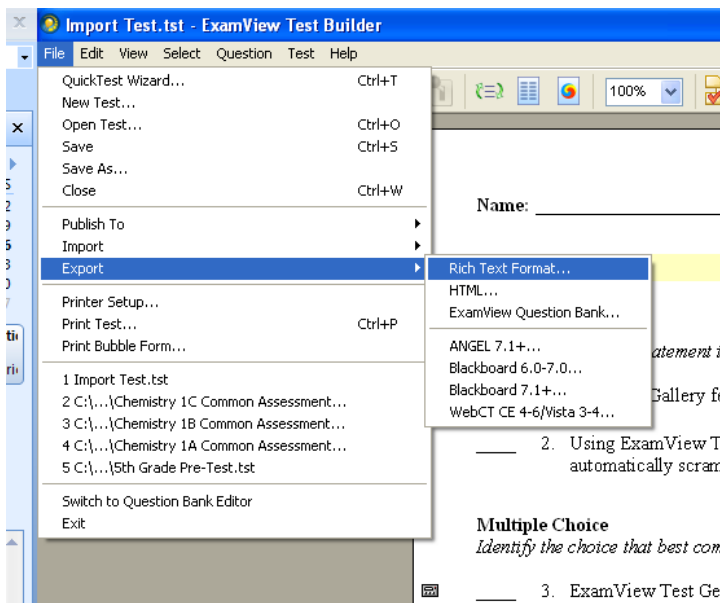 Import Test.tst - ExamView Test Builder
File Edit View Select Question Test Help
100%
QuickTest Wizard... Ctrl+T
New Test...
Open Test... Ctrl+O
Save Ctrl+S
Save As...
Close Ctrl+W
Publish To
Import
Export
Printer Setup...
Print Test... Ctrl+P
Print Bubble Form...
1 Import Test.tst
2 C:\...\Chemistry 1C Common Assessment...
3 C:\...\Chemistry 1B Common Assessment...
4 C:\...\Chemistry 1A Common Assessment...
5 C:\...\5th Grade Pre-Test.tst
Switch to Question Bank Editor
Exit
Rich Text Format...
HTML...
ExamView Question Bank...
ANGEL 7.1+...
Blackboard 6.0-7.0...
Blackboard 7.1+...
WebCT CE 4-6/Vista 3-4...
Name:
atement i
Gallery fe
2. Using ExamView T
automatically scram
Multiple Choice
Identify the choice that best com
3. ExamView Test Ge